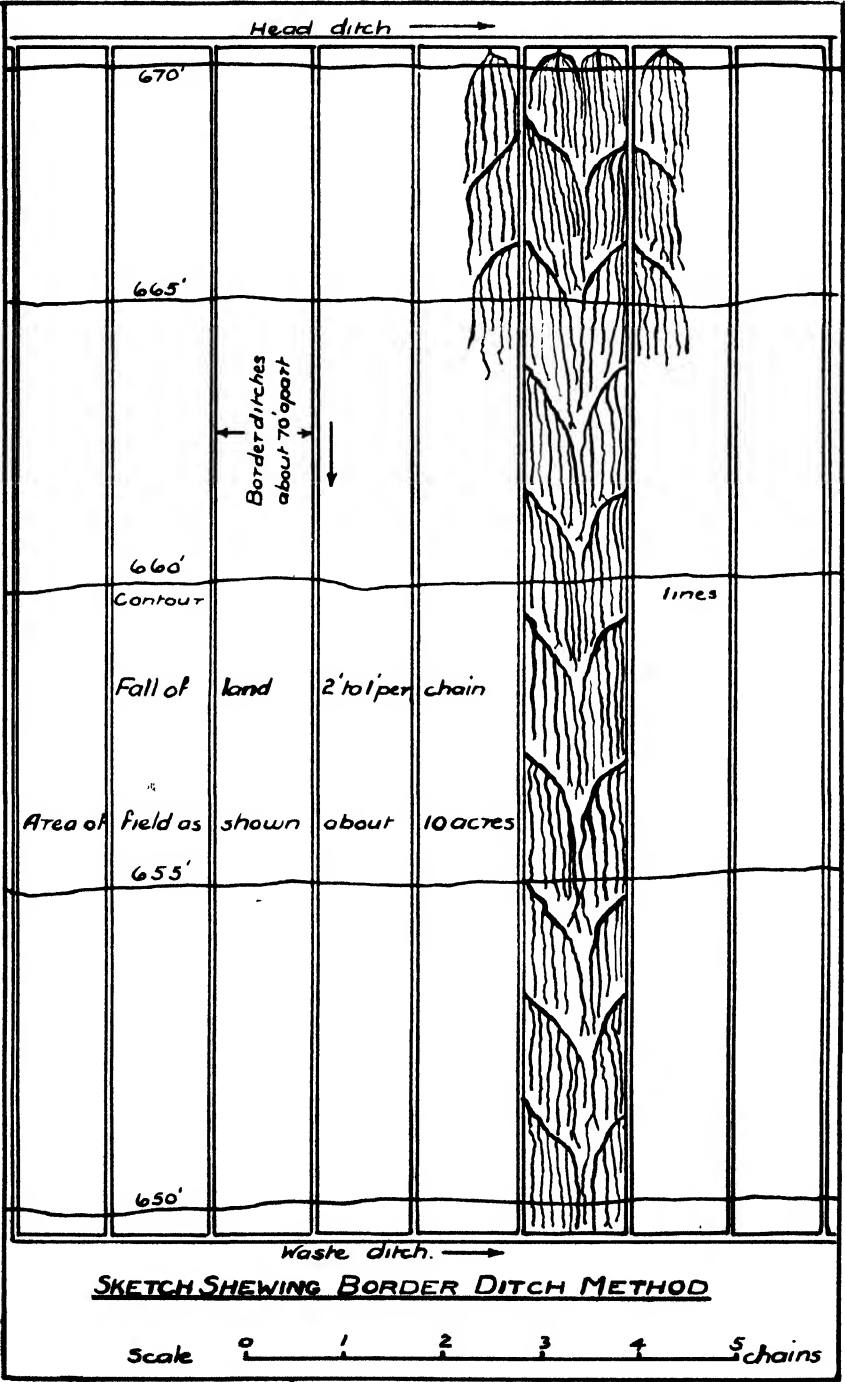 Head ditch
670'
665'
Border ditches
about 70' apart
660'
Contour lines
Fall of land 2' to 1' per chain
Area of field as shown about 10 acres
655'
650'
Waste ditch.
SKETCH SHEWING BORDER DITCH METHOD
Scale 0 1 2 3 4 5 chains